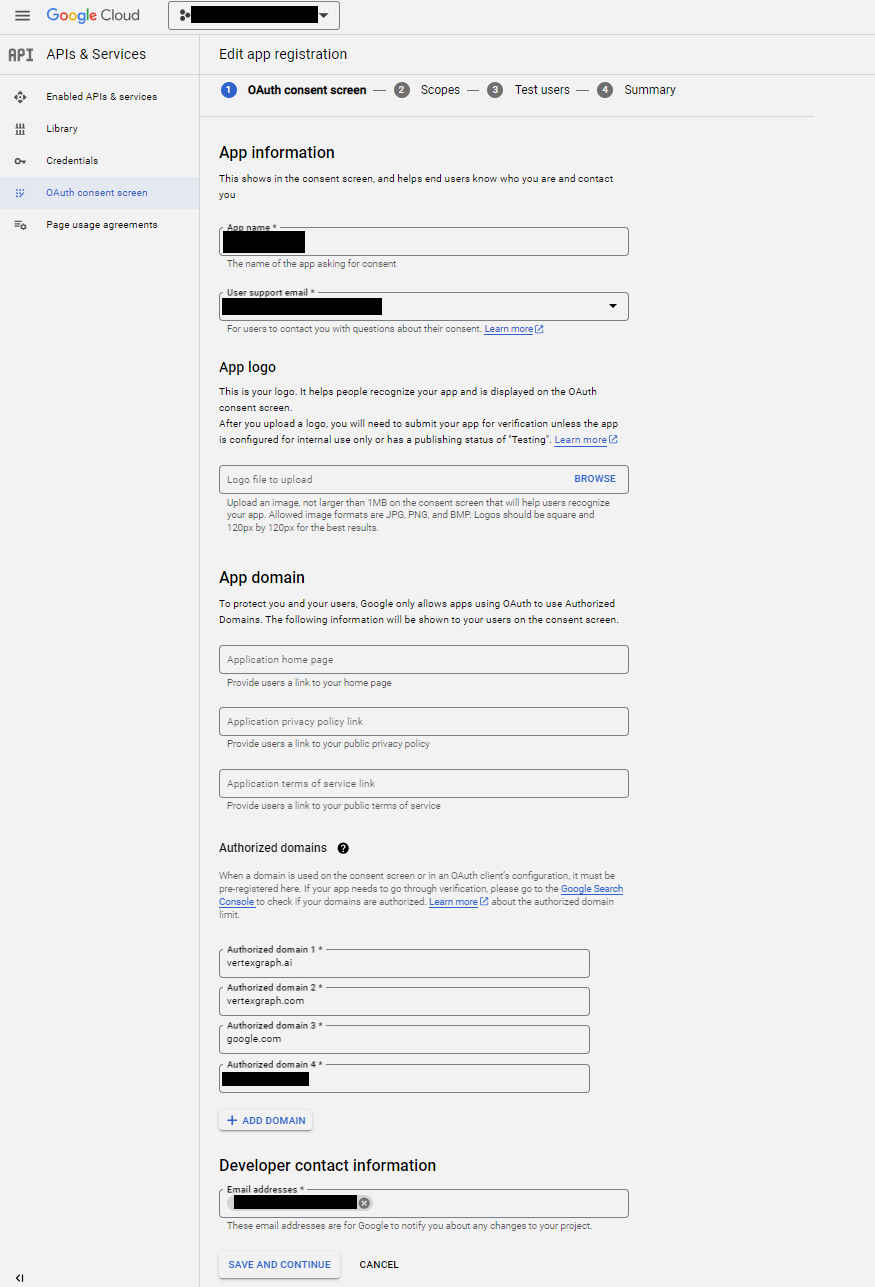 Google Cloud
API APIs & Services
Edit app registration
1 OAuth consent screen — 2 Scopes — 3 Test users — 4 Summary
Enabled APIs & services
Library
Credentials
OAuth consent screen
Page usage agreements
App information
This shows in the consent screen, and helps end users know who you are and contact
you
App name *
The name of the app asking for consent
User support email *
For users to contact you with questions about their consent. Learn more
App logo
This is your logo. It helps people recognize your app and is displayed on the OAuth
consent screen.
After you upload a logo, you will need to submit your app for verification unless the app
is configured for internal use only or has a publishing status of "Testing". Learn more
Logo file to upload BROWSE
Upload an image, not larger than 1MB on the consent screen that will help users recognize
your app. Allowed image formats are JPG, PNG, and BMP. Logos should be square and
120px by 120px for the best results.
App domain
To protect you and your users, Google only allows apps using OAuth to use Authorized
Domains. The following information will be shown to your users on the consent screen.
Application home page
Provide users a link to your home page
Application privacy policy link
Provide users a link to your public privacy policy
Application terms of service link
Provide users a link to your public terms of service
Authorized domains
When a domain is used on the consent screen or in an OAuth client's configuration, it must be
pre-registered here. If your app needs to go through verification, please go to the Google Search
Console to check if your domains are authorized. Learn more about the authorized domain
limit.
Authorized domain 1 *
vertexgraph.ai
Authorized domain 2 *
vertexgraph.com
Authorized domain 3 *
google.com
Authorized domain 4 *
+ ADD DOMAIN
Developer contact information
Email addresses *
These email addresses are for Google to notify you about any changes to your project.
SAVE AND CONTINUE CANCEL